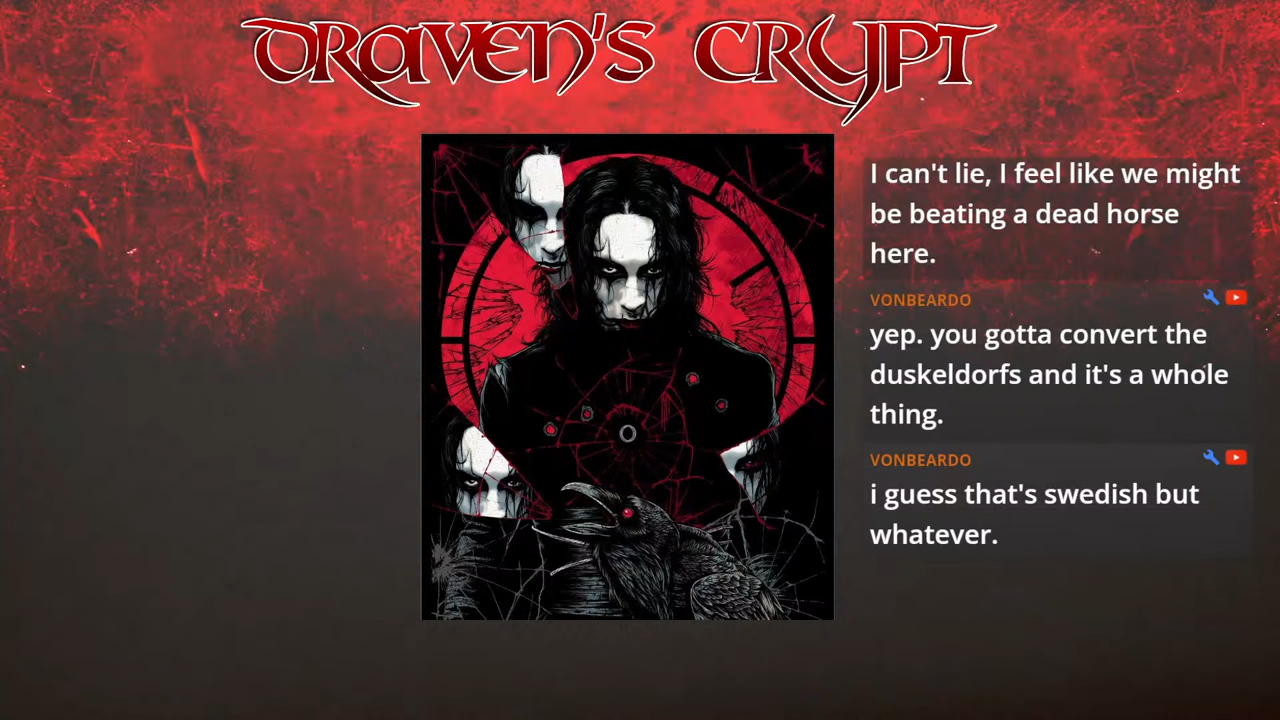 DRAVEN'S CRYPT
I can't lie, I feel like we might
be beating a dead horse
here.
VONBEARDO
yep. you gotta convert the
duskeldorfs and it's a whole
thing.
VONBEARDO
i guess that's swedish but
whatever.